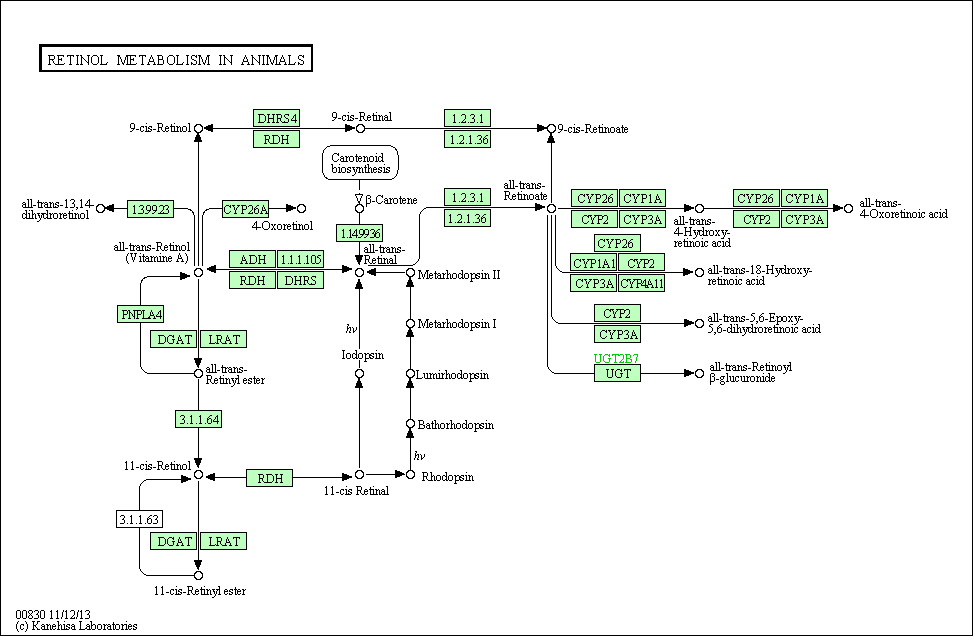 RETINOL METABOLISM IN ANIMALS
9-cis-Retinol
DHRS4
RDH
9-cis-Retinal
1.2.3.1
1.2.1.36
9-cis-Retinoate
Carotenoid
biosynthesis
β-Carotene
1.14.99.36
all-trans-
Retinal
all-trans-13,14-
dihydroretinol
1.3.99.23
CYP26A
4-Oxoretinol
all-trans-Retinol
(Vitamine A)
ADH
1.1.1.105
RDH
DHRS
1.2.3.1
1.2.1.36
all-trans-
Retinoate
CYP26
CYP1A
CYP2
CYP3A
all-trans-
4-Hydroxy-
retinoic acid
CYP26
CYP1A
CYP2
CYP3A
all-trans-
4-Oxoretinoic acid
CYP26
CYP1A1
CYP2
CYP3A
CYP4A11
all-trans-18-Hydroxy-
retinoic acid
CYP2
CYP3A
all-trans-5,6-Epoxy-
5,6-dihydroretinoic acid
UGT2B7
UGT
all-trans-Retinoyl
β-glucuronide
PNPLA4
DGAT
LRAT
all-trans-
Retinyl ester
hν
Iodopsin
Metarhodopsin II
Metarhodopsin I
Lumirhodopsin
Bathorhodopsin
hν
Rhodopsin
3.1.1.64
11-cis-Retinol
RDH
11-cis Retinal
3.1.1.63
DGAT
LRAT
11-cis-Retinyl ester
00830 11/12/13
(c) Kanehisa Laboratories